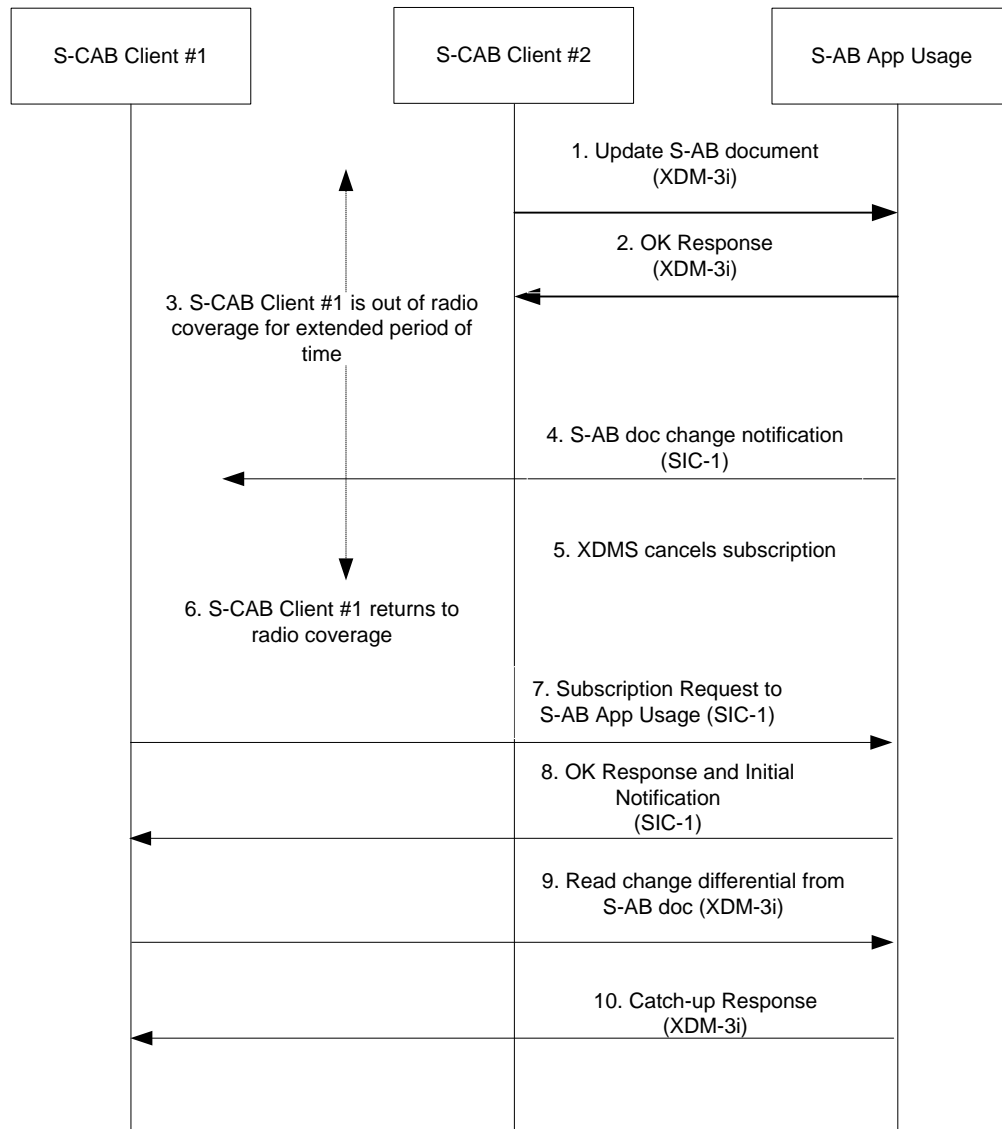 S-CAB Client #1
S-CAB Client #2
S-AB App Usage
1. Update S-AB document
(XDM-3i)
2. OK Response
(XDM-3i)
3. S-CAB Client #1 is out of radio
coverage for extended period of
time
4. S-AB doc change notification
(SIC-1)
5. XDMS cancels subscription
6. S-CAB Client #1 returns to
radio coverage
7. Subscription Request to
S-AB App Usage (SIC-1)
8. OK Response and Initial
Notification
(SIC-1)
9. Read change differential from
S-AB doc (XDM-3i)
10. Catch-up Response
(XDM-3i)